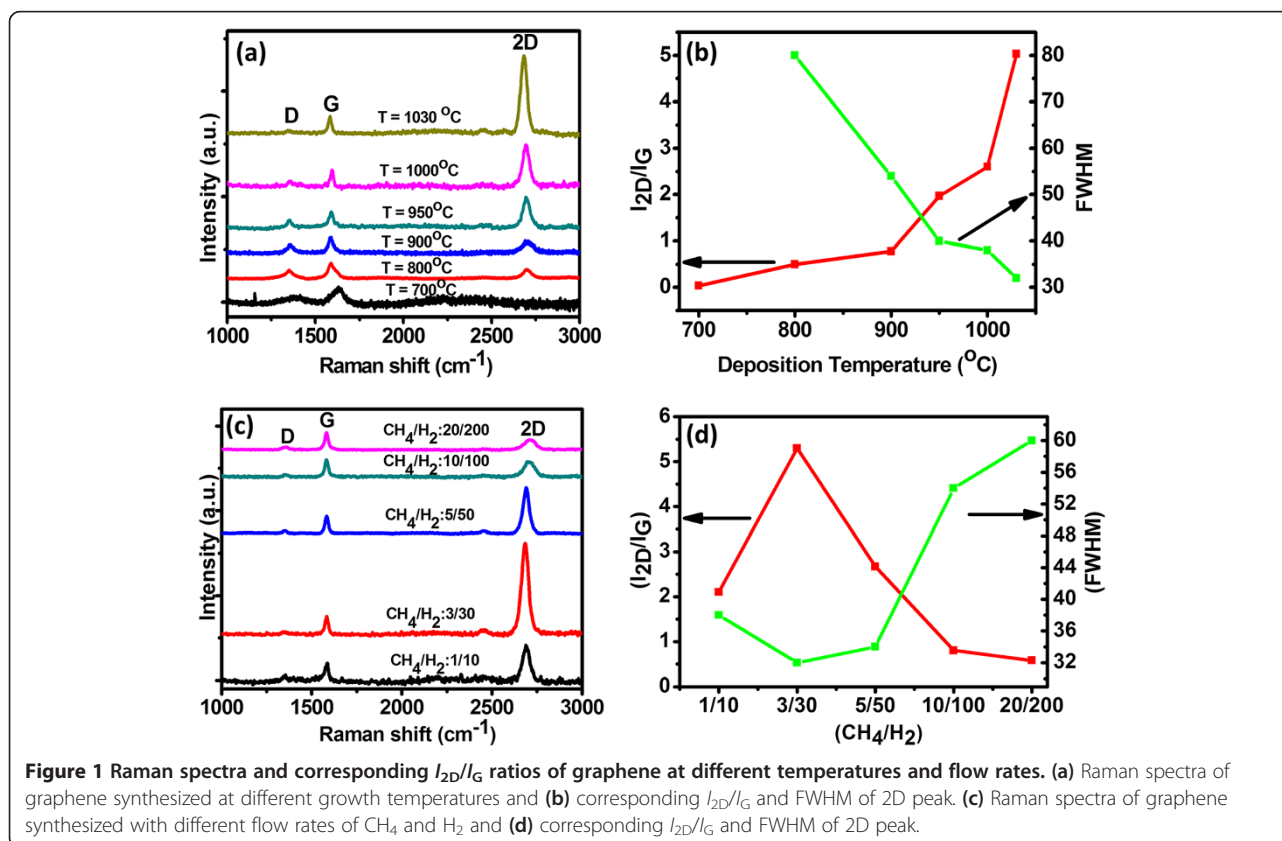 (a)
2D
G
D
T = 1030 °C
T = 1000°C
T = 950°C
T = 900°C
T = 800°C
T = 700°C
Intensity (a.u.)
1000 1500 2000 2500 3000
Raman shift (cm⁻¹)
(b)
5
4
3
2
1
0
I₂D/IG
80
70
60
50
40
30
FWHM
700 800 900 1000
Deposition Temperature (°C)
(c)
G
D
2D
CH₄/H₂:20/200
CH₄/H₂:10/100
CH₄/H₂:5/50
CH₄/H₂:3/30
CH₄/H₂:1/10
Intensity (a.u.)
1000 1500 2000 2500 3000
Raman shift (cm⁻¹)
(d)
6
5
4
3
2
1
0
(I₂D/IG)
60
56
52
48
44
40
36
32
(FWHM)
1/10 3/30 5/50 10/100 20/200
(CH₄/H₂)
Figure 1 Raman spectra and corresponding I₂D/IG ratios of graphene at different temperatures and flow rates. (a) Raman spectra of
graphene synthesized at different growth temperatures and (b) corresponding I₂D/IG and FWHM of 2D peak. (c) Raman spectra of graphene
synthesized with different flow rates of CH₄ and H₂ and (d) corresponding I₂D/IG and FWHM of 2D peak.